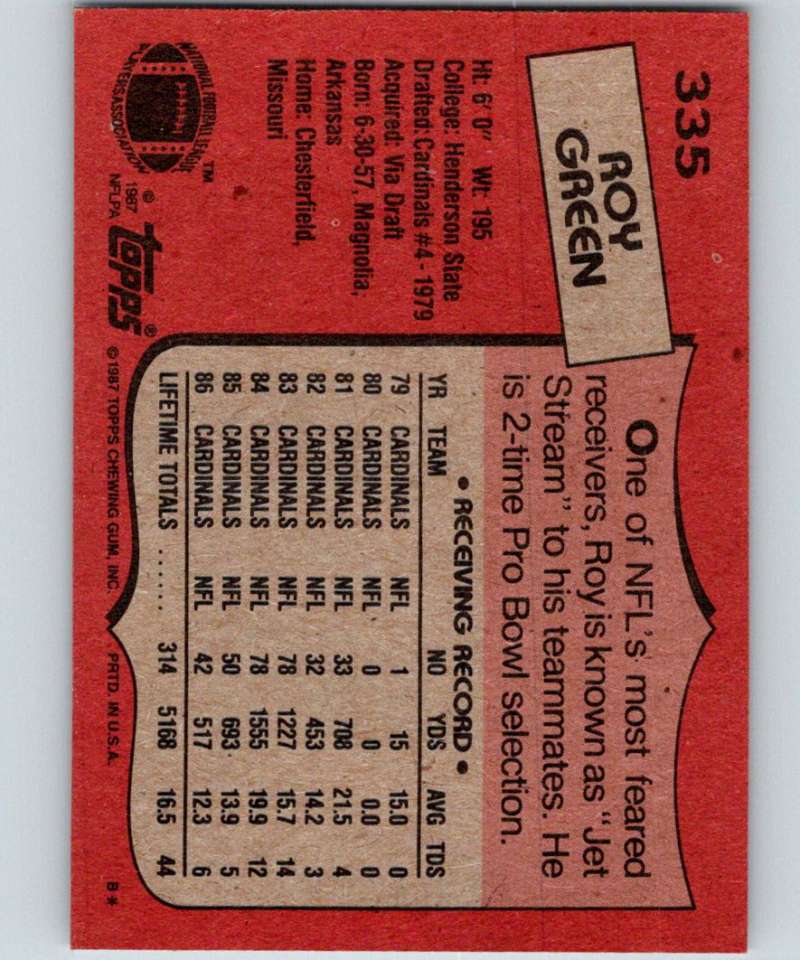 335
ROY
GREEN
Ht: 6' 0" Wt: 195
College: Henderson State
Drafted: Cardinals #4 - 1979
Acquired: Via Draft
Born: 6-30-57, Magnolia,
Arkansas
Home: Chesterfield,
Missouri
NATIONAL FOOTBALL LEAGUE
PLAYERS ASSOCIATION
TM
© 1987
NFLPA
topps®
One of NFL's most feared
receivers, Roy is known as "Jet
Stream" to his teammates. He
is 2-time Pro Bowl selection.
• RECEIVING RECORD •
YR TEAM NO YDS AVG TDS
79 CARDINALS NFL 1 15 15.0 0
80 CARDINALS NFL 0 0 0.0 0
81 CARDINALS NFL 33 708 21.5 4
82 CARDINALS NFL 32 453 14.2 3
83 CARDINALS NFL 78 1227 15.7 14
84 CARDINALS NFL 78 1555 19.9 12
85 CARDINALS NFL 50 693 13.9 5
86 CARDINALS NFL 42 517 12.3 6
LIFETIME TOTALS ...... 314 5168 16.5 44
©1987 TOPPS CHEWING GUM, INC. PRTD. IN U.S.A. B*